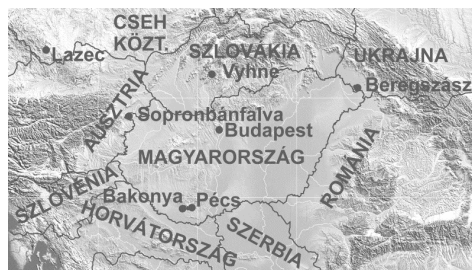 CSEH
KÖZT.
Lazec
SZLOVÁKIA
Vyhne
UKRAJNA
Beregszász
AUSZTRIA
Sopronbánfalva
Budapest
MAGYARORSZÁG
ROMÁNIA
SZLOVÉNIA
Bakonya
Pécs
HORVÁTORSZÁG
SZERBIA